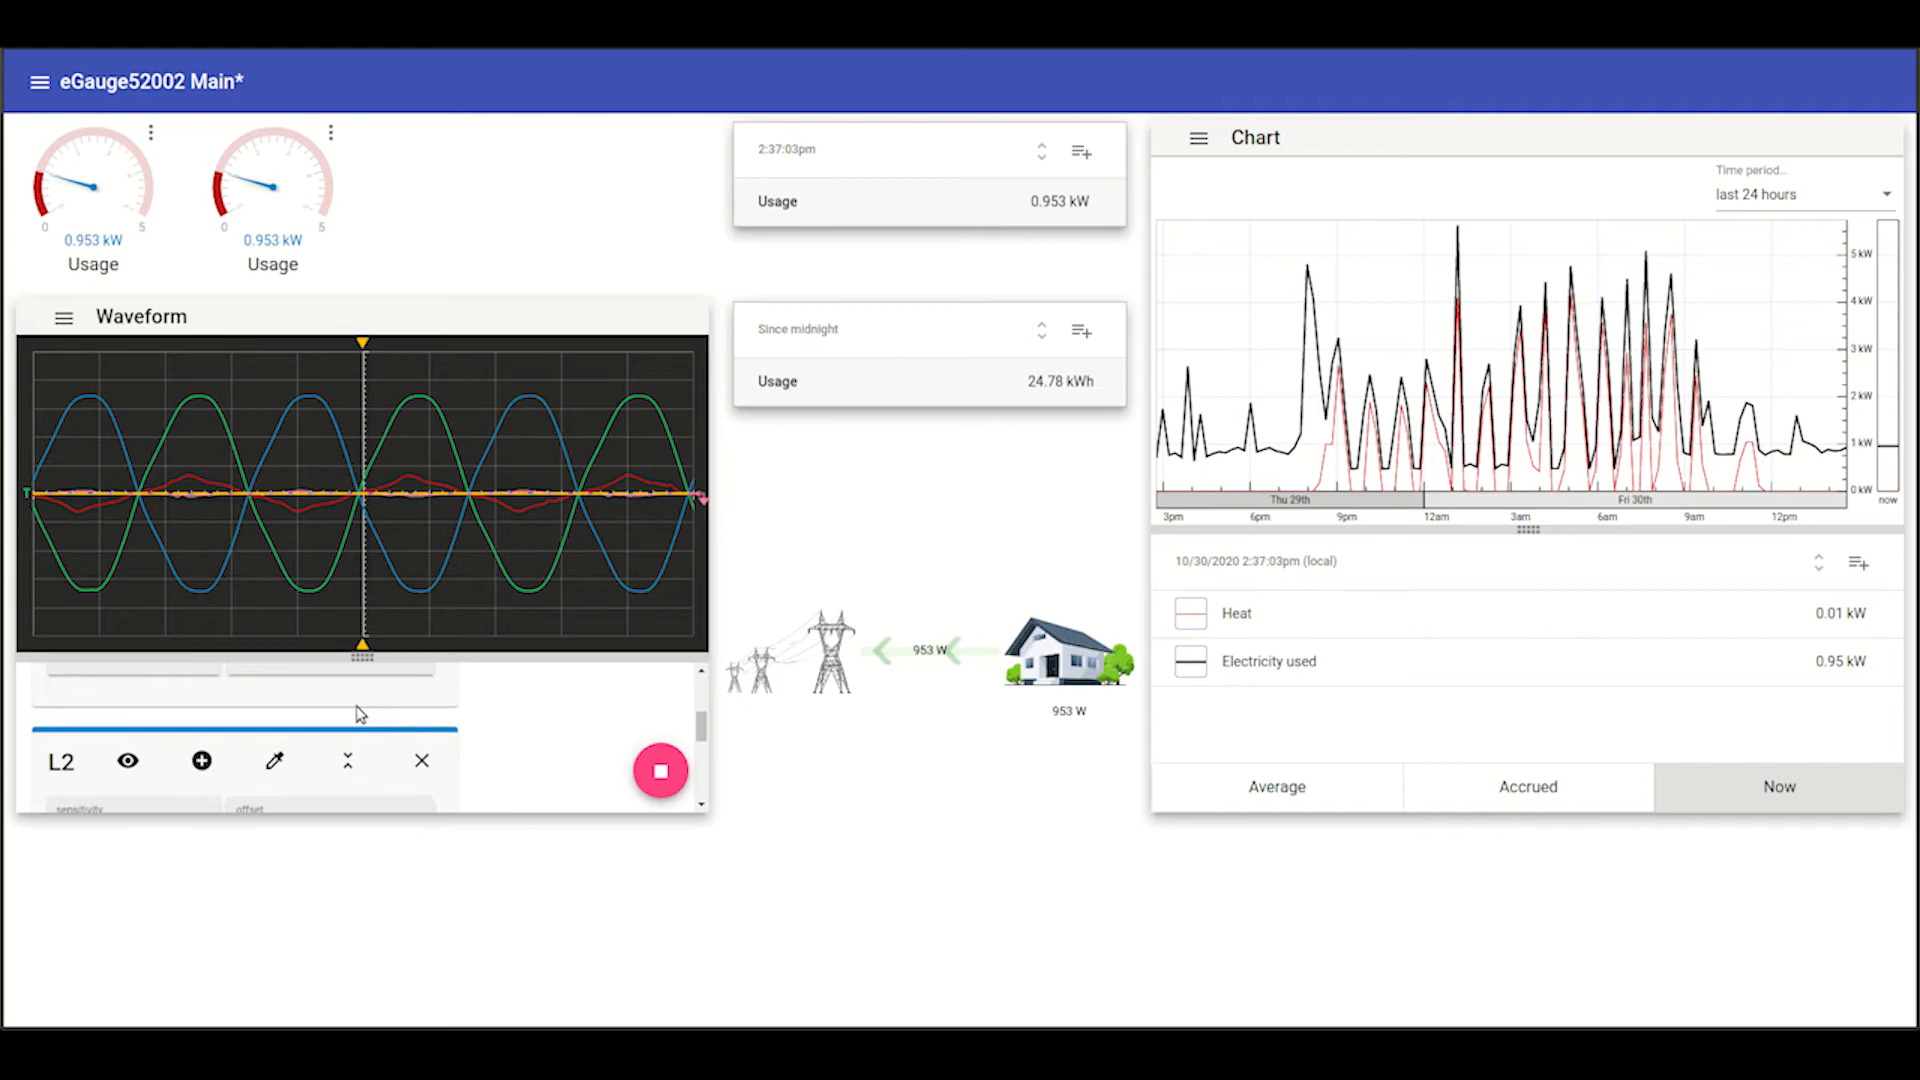 eGauge52002 Main*
0 5
0.953 kW
Usage
0 5
0.953 kW
Usage
Waveform
T
L2
sensitivity offset
2:37:03pm
Usage 0.953 kW
Since midnight
Usage 24.78 kWh
953 W
953 W
Chart
Time period...
last 24 hours
5 kW
4 kW
3 kW
2 kW
1 kW
0 kW
now
Thu 29th Fri 30th
3pm 6pm 9pm 12am 3am 6am 9am 12pm
10/30/2020 2:37:03pm (local)
Heat 0.01 kW
Electricity used 0.95 kW
Average Accrued Now